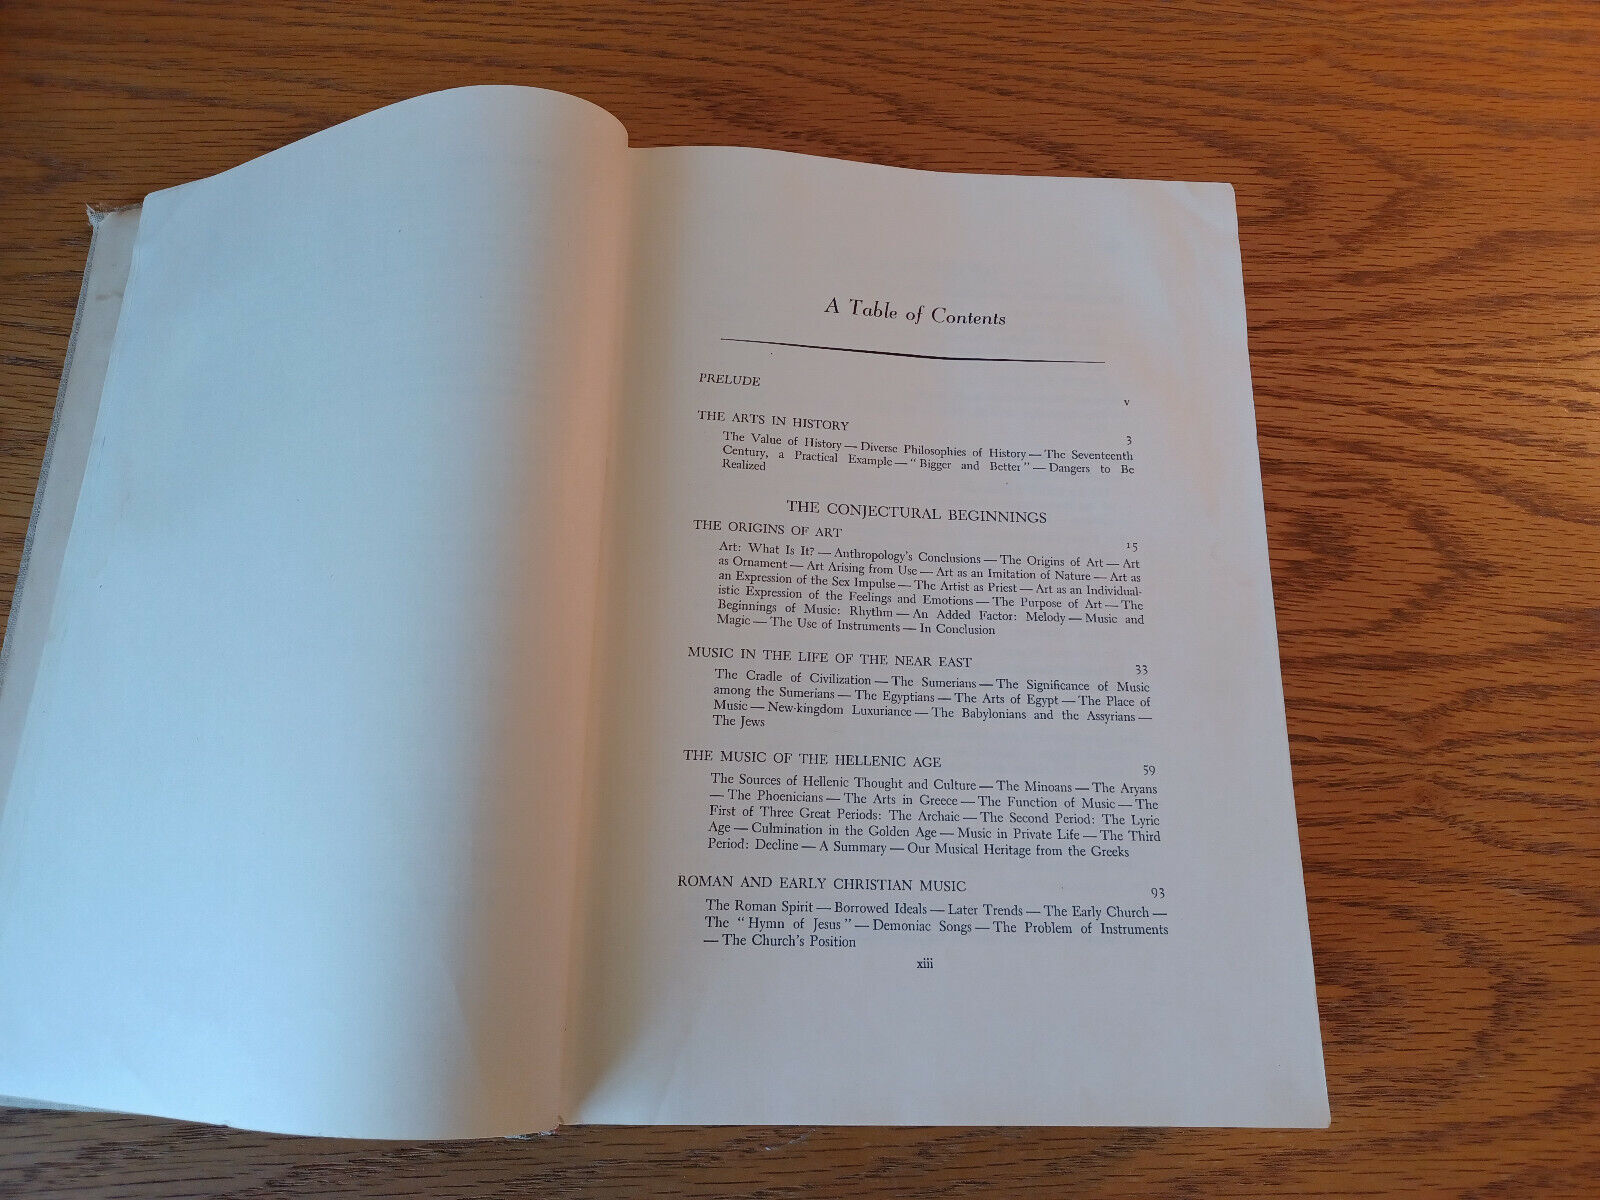 A Table of Contents
PRELUDE v
THE ARTS IN HISTORY 3
The Value of History — Diverse Philosophies of History — The Seventeenth
Century, a Practical Example — " Bigger and Better " — Dangers to Be
Realized
THE CONJECTURAL BEGINNINGS
THE ORIGINS OF ART 15
Art: What Is It? — Anthropology's Conclusions — The Origins of Art — Art
as Ornament — Art Arising from Use — Art as an Imitation of Nature — Art as
an Expression of the Sex Impulse — The Artist as Priest — Art as an Individual-
istic Expression of the Feelings and Emotions — The Purpose of Art — The
Beginnings of Music: Rhythm — An Added Factor: Melody — Music and
Magic — The Use of Instruments — In Conclusion
MUSIC IN THE LIFE OF THE NEAR EAST 33
The Cradle of Civilization — The Sumerians — The Significance of Music
among the Sumerians — The Egyptians — The Arts of Egypt — The Place of
Music — New-kingdom Luxuriance — The Babylonians and the Assyrians —
The Jews
THE MUSIC OF THE HELLENIC AGE 59
The Sources of Hellenic Thought and Culture — The Minoans — The Aryans
— The Phoenicians — The Arts in Greece — The Function of Music — The
First of Three Great Periods: The Archaic — The Second Period: The Lyric
Age — Culmination in the Golden Age — Music in Private Life — The Third
Period: Decline — A Summary — Our Musical Heritage from the Greeks
ROMAN AND EARLY CHRISTIAN MUSIC 93
The Roman Spirit — Borrowed Ideals — Later Trends — The Early Church —
The " Hymn of Jesus " — Demoniac Songs — The Problem of Instruments
— The Church's Position
xiii